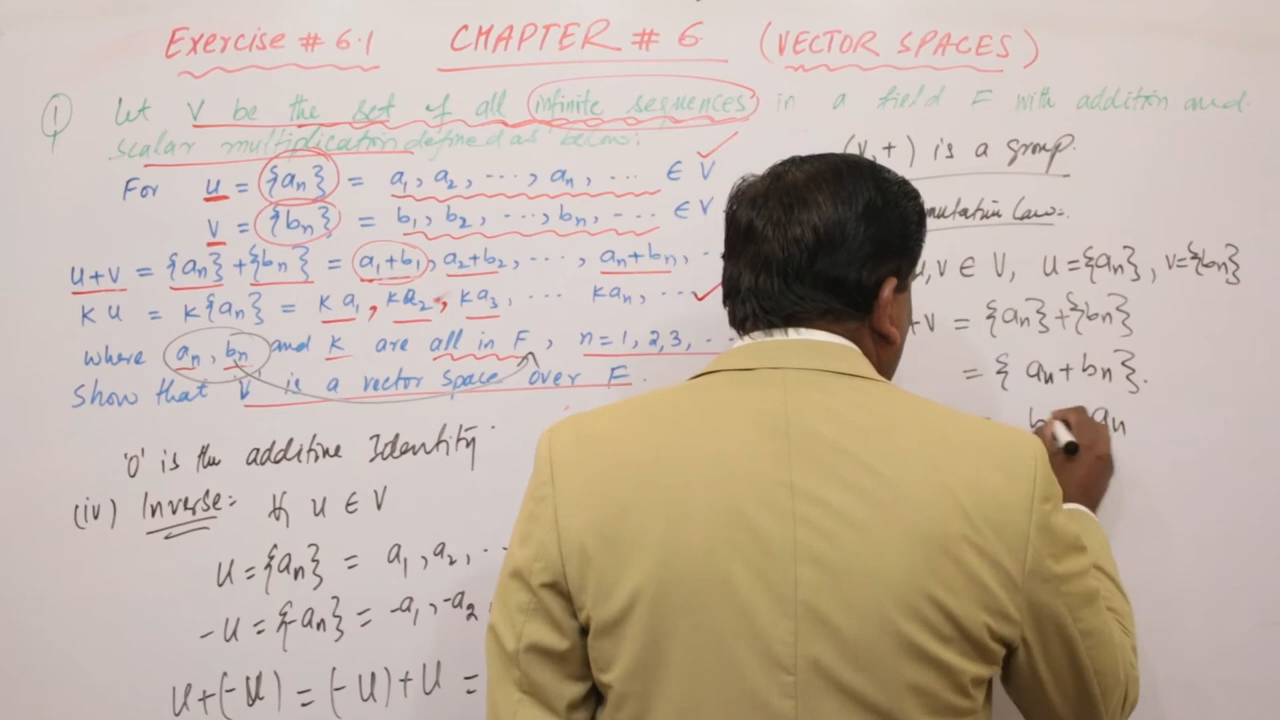 Exercise # 6.1 CHAPTER # 6 (VECTOR SPACES)
Q1 Let V be the set of all infinite sequences in a field F with addition and
scalar multiplication defined as below:
For u = {an} = a1, a2, ..., an, ... ∈ V
v = {bn} = b1, b2, ..., bn, ... ∈ V
u+v = {an}+{bn} = a1+b1, a2+b2, ..., an+bn, ..
K u = K{an} = Ka1, Ka2, Ka3, ... Kan, ...
where an, bn and K are all in F, n=1,2,3, ...
Show that V is a vector space over F.
'0' is the additive Identity.
(iv) Inverse: If u ∈ V
u={an} = a1, a2, ..
-u={-an} = -a1, -a2
u+(-u) = (-u)+u =
(V,+) is a group.
mutative Law:.
u,v ∈ V, u={an}, v={bn}
+v = {an}+{bn}
= {an+bn}.
= b an